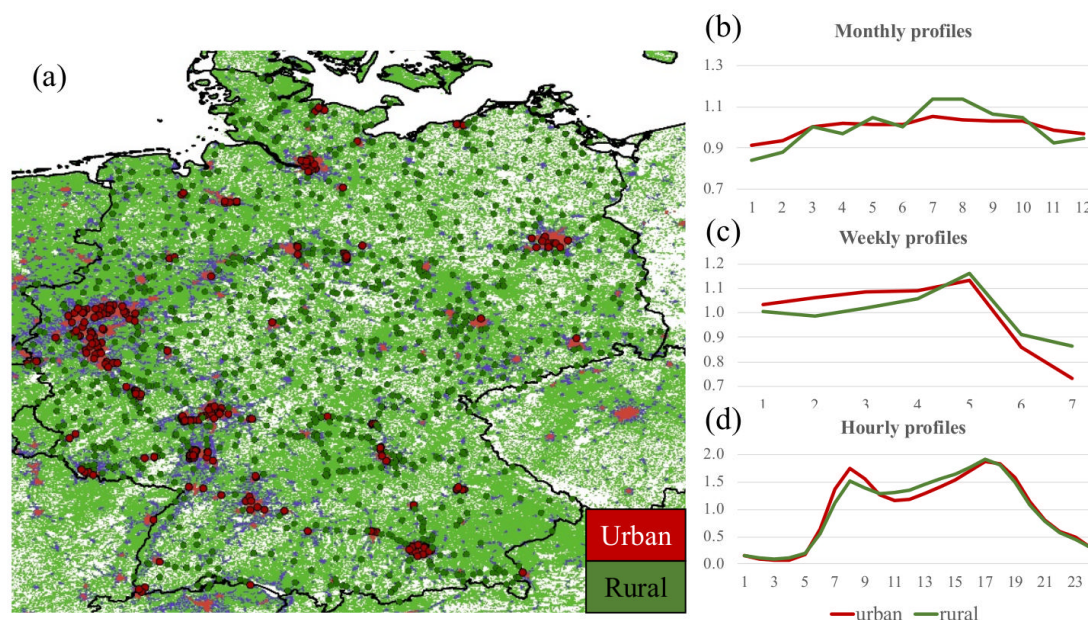 (a)
Urban
Rural
(b)
Monthly profiles
1.3
1.1
0.9
0.7
1 2 3 4 5 6 7 8 9 10 11 12
(c)
Weekly profiles
1.2
1.1
1.0
0.9
0.8
0.7
1 2 3 4 5 6 7
(d)
Hourly profiles
2.0
1.5
1.0
0.5
0.0
1 3 5 7 9 11 13 15 17 19 21 23
urban rural